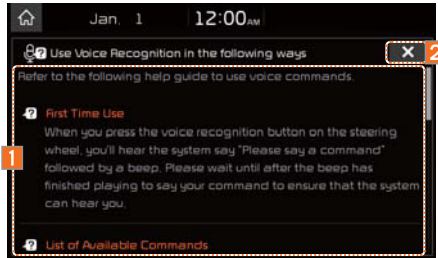 Jan. 1 12:00AM
Use Voice Recognition in the following ways
2
Refer to the following help guide to use voice commands.
First Time Use
When you press the voice recognition button on the steering
wheel, you'll hear the system say "Please say a command"
1
followed by a beep. Please wait until after the beep has
finished playing to say your command to ensure that the system
can hear you.
List of Available Commands